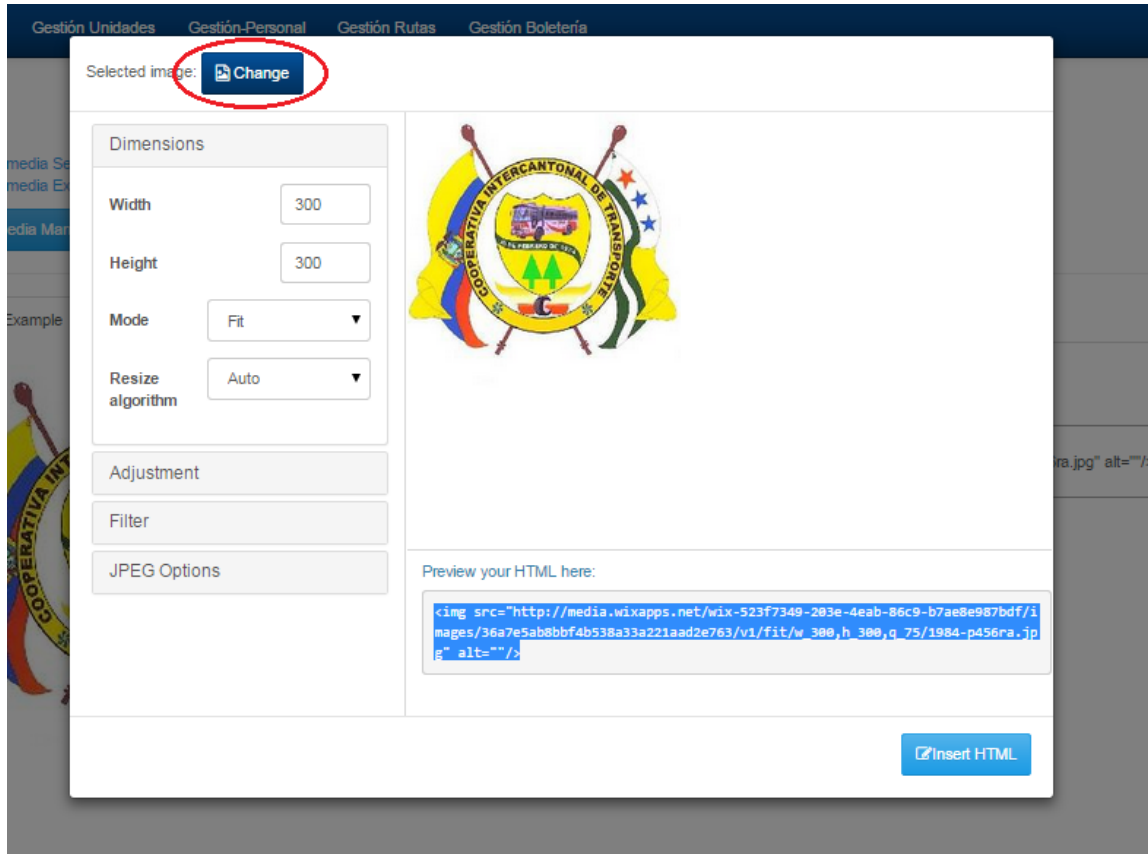 Gestión Unidades Gestión-Personal Gestión Rutas Gestión Boletería
Selected image: Change
media Se
media Ex
edia Man
Example
Dimensions
Width 300
Height 300
Mode Fit
Resize algorithm Auto
Adjustment
Filter
JPEG Options
COOPERATIVA INTERCANTONAL DE TRANSPORTE
Preview your HTML here:
<img src="http://media.wixapps.net/wix-523f7349-203e-4eab-86c9-b7ae8e987bdf/i
mages/36a7e5ab8bbf4b538a33a221aad2e763/v1/fit/w_300,h_300,q_75/1984-p456ra.jp
g" alt=""/>
Insert HTML
ra.jpg" alt=""/>
COOPERATIVA INTE